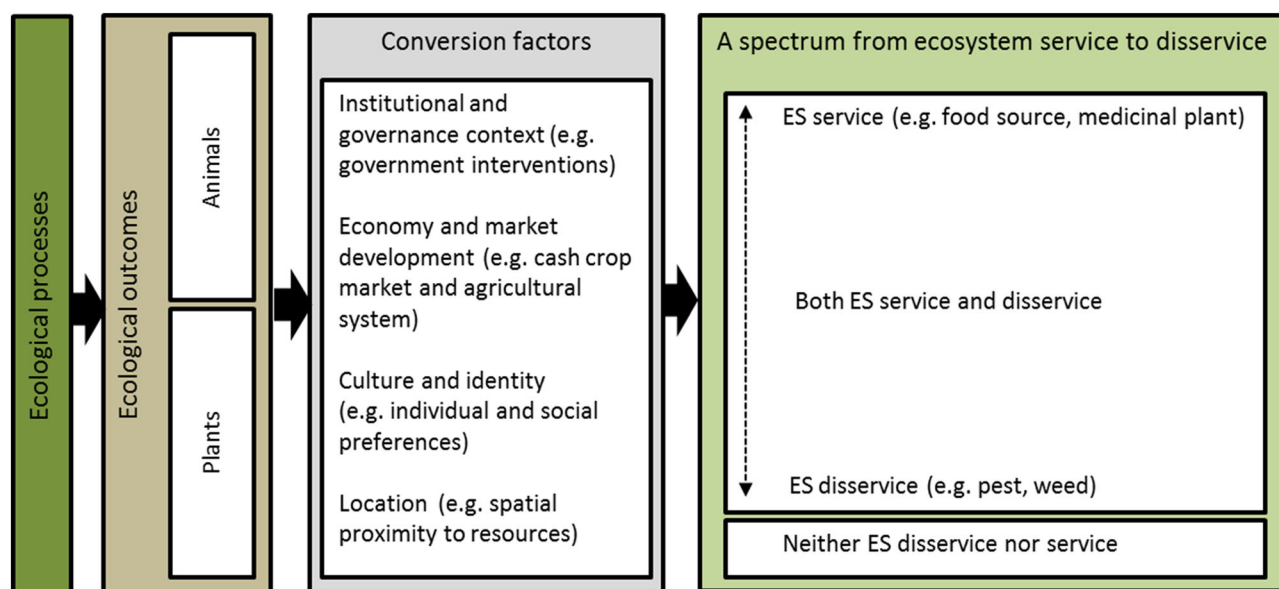 Ecological processes
Ecological outcomes
Animals
Plants
Conversion factors
Institutional and
governance context (e.g.
government interventions)
Economy and market
development (e.g. cash crop
market and agricultural
system)
Culture and identity
(e.g. individual and social
preferences)
Location (e.g. spatial
proximity to resources)
A spectrum from ecosystem service to disservice
ES service (e.g. food source, medicinal plant)
Both ES service and disservice
ES disservice (e.g. pest, weed)
Neither ES disservice nor service